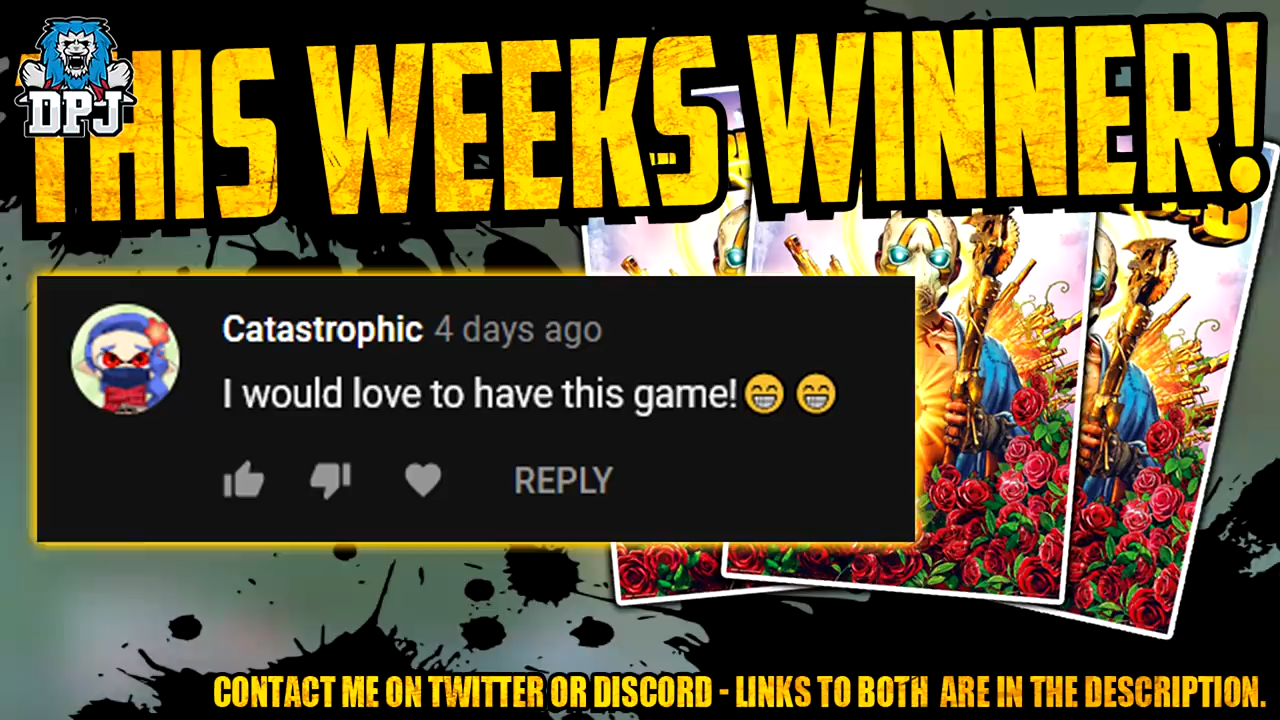 THIS WEEKS WINNER!
DPJ
Catastrophic 4 days ago
I would love to have this game!😁 😁
REPLY
CONTACT ME ON TWITTER OR DISCORD - LINKS TO BOTH ARE IN THE DESCRIPTION.